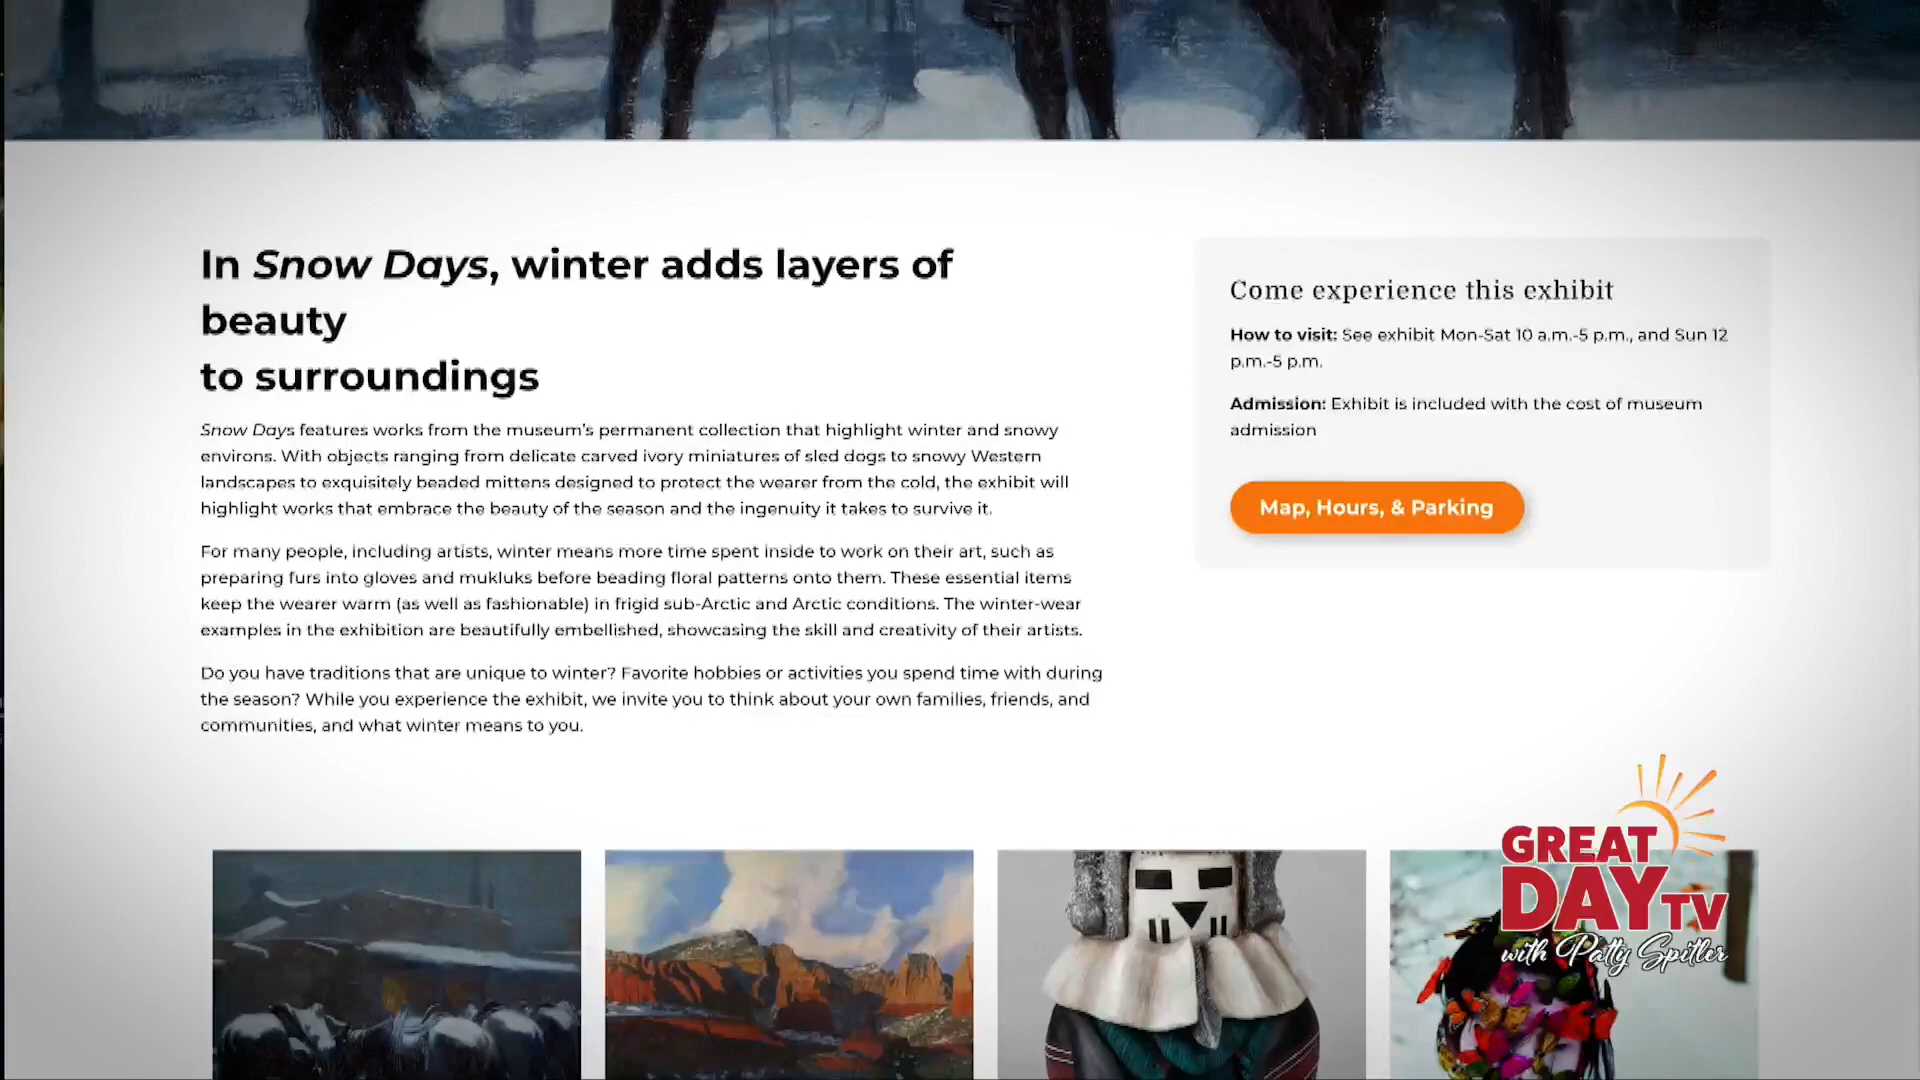 In Snow Days, winter adds layers of
beauty
to surroundings
Snow Days features works from the museum's permanent collection that highlight winter and snowy
environs. With objects ranging from delicate carved ivory miniatures of sled dogs to snowy Western
landscapes to exquisitely beaded mittens designed to protect the wearer from the cold, the exhibit will
highlight works that embrace the beauty of the season and the ingenuity it takes to survive it.
For many people, including artists, winter means more time spent inside to work on their art, such as
preparing furs into gloves and mukluks before beading floral patterns onto them. These essential items
keep the wearer warm (as well as fashionable) in frigid sub-Arctic and Arctic conditions. The winter-wear
examples in the exhibition are beautifully embellished, showcasing the skill and creativity of their artists.
Do you have traditions that are unique to winter? Favorite hobbies or activities you spend time with during
the season? While you experience the exhibit, we invite you to think about your own families, friends, and
communities, and what winter means to you.
Come experience this exhibit
How to visit: See exhibit Mon-Sat 10 a.m.-5 p.m., and Sun 12
p.m.-5 p.m.
Admission: Exhibit is included with the cost of museum
admission
Map, Hours, & Parking
GREAT
DAY TV
with Patty Spitler